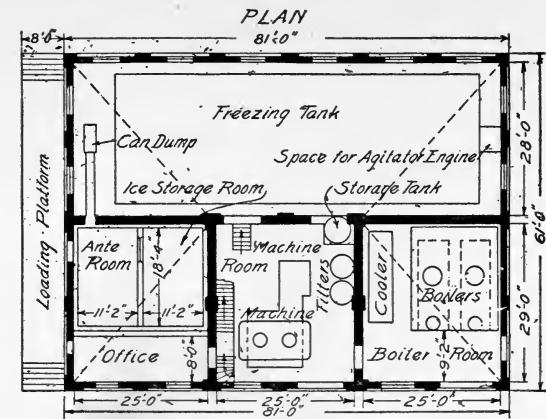 PLAN
8'-0"
81'-0"
Freezing Tank
Can Dump
Space for Agitator Engine
28'-0"
61'-0"
Ice Storage Room
Storage Tank
Loading Platform
Ante
Room
18'-4"
Machine
Room
Filters
Cooler
Boilers
11'-2"
11'-2"
Machine
29'-0"
Office
8'-0"
Boiler Room
9'-2"
25'-0"
25'-0"
25'-0"
81'-0"